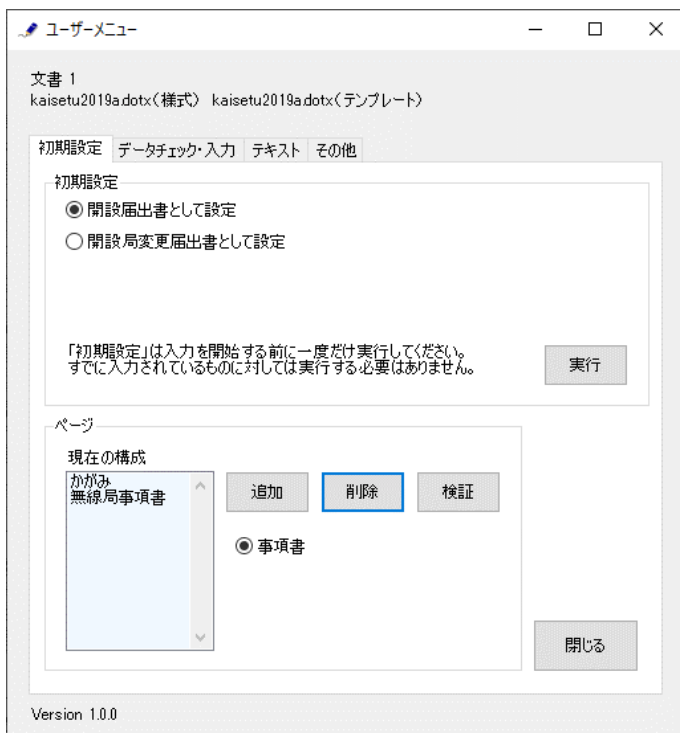 ユーザーメニュー
文書 1
kaisetu2019a.dotx(様式) kaisetu2019a.dotx(テンプレート)
初期設定 データチェック・入力 テキスト その他
初期設定
開設届出書として設定
開設局変更届出書として設定
「初期設定」は入力を開始する前に一度だけ実行してください。
すでに入力されているものに対しては実行する必要はありません。
実行
ページ
現在の構成
かがみ
無線局事項書
追加 削除 検証
事項書
閉じる
Version 1.0.0